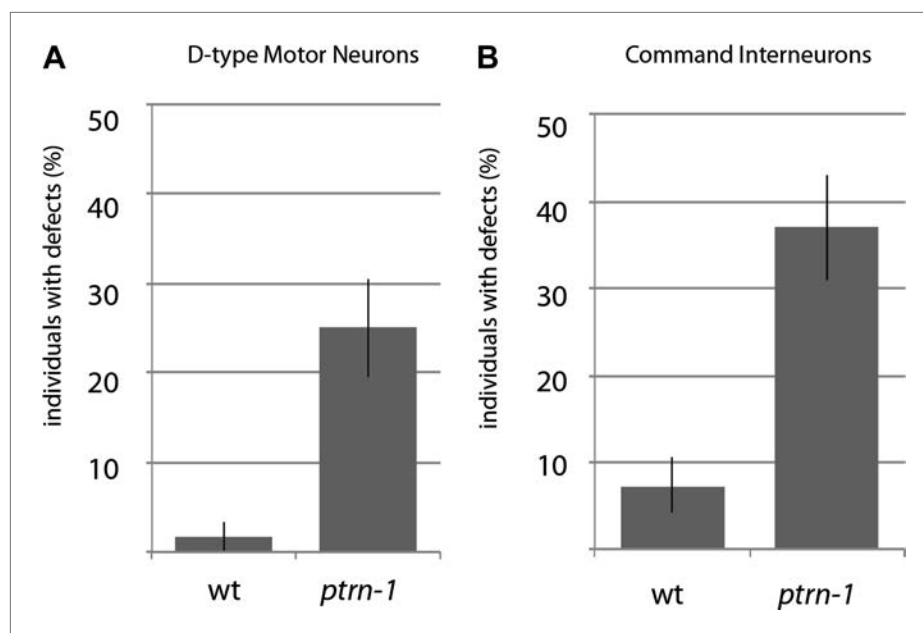 A
D-type Motor Neurons
individuals with defects (%)
50
40
30
20
10
wt
ptrn-1
B
Command Interneurons
individuals with defects (%)
50
40
30
20
10
wt
ptrn-1